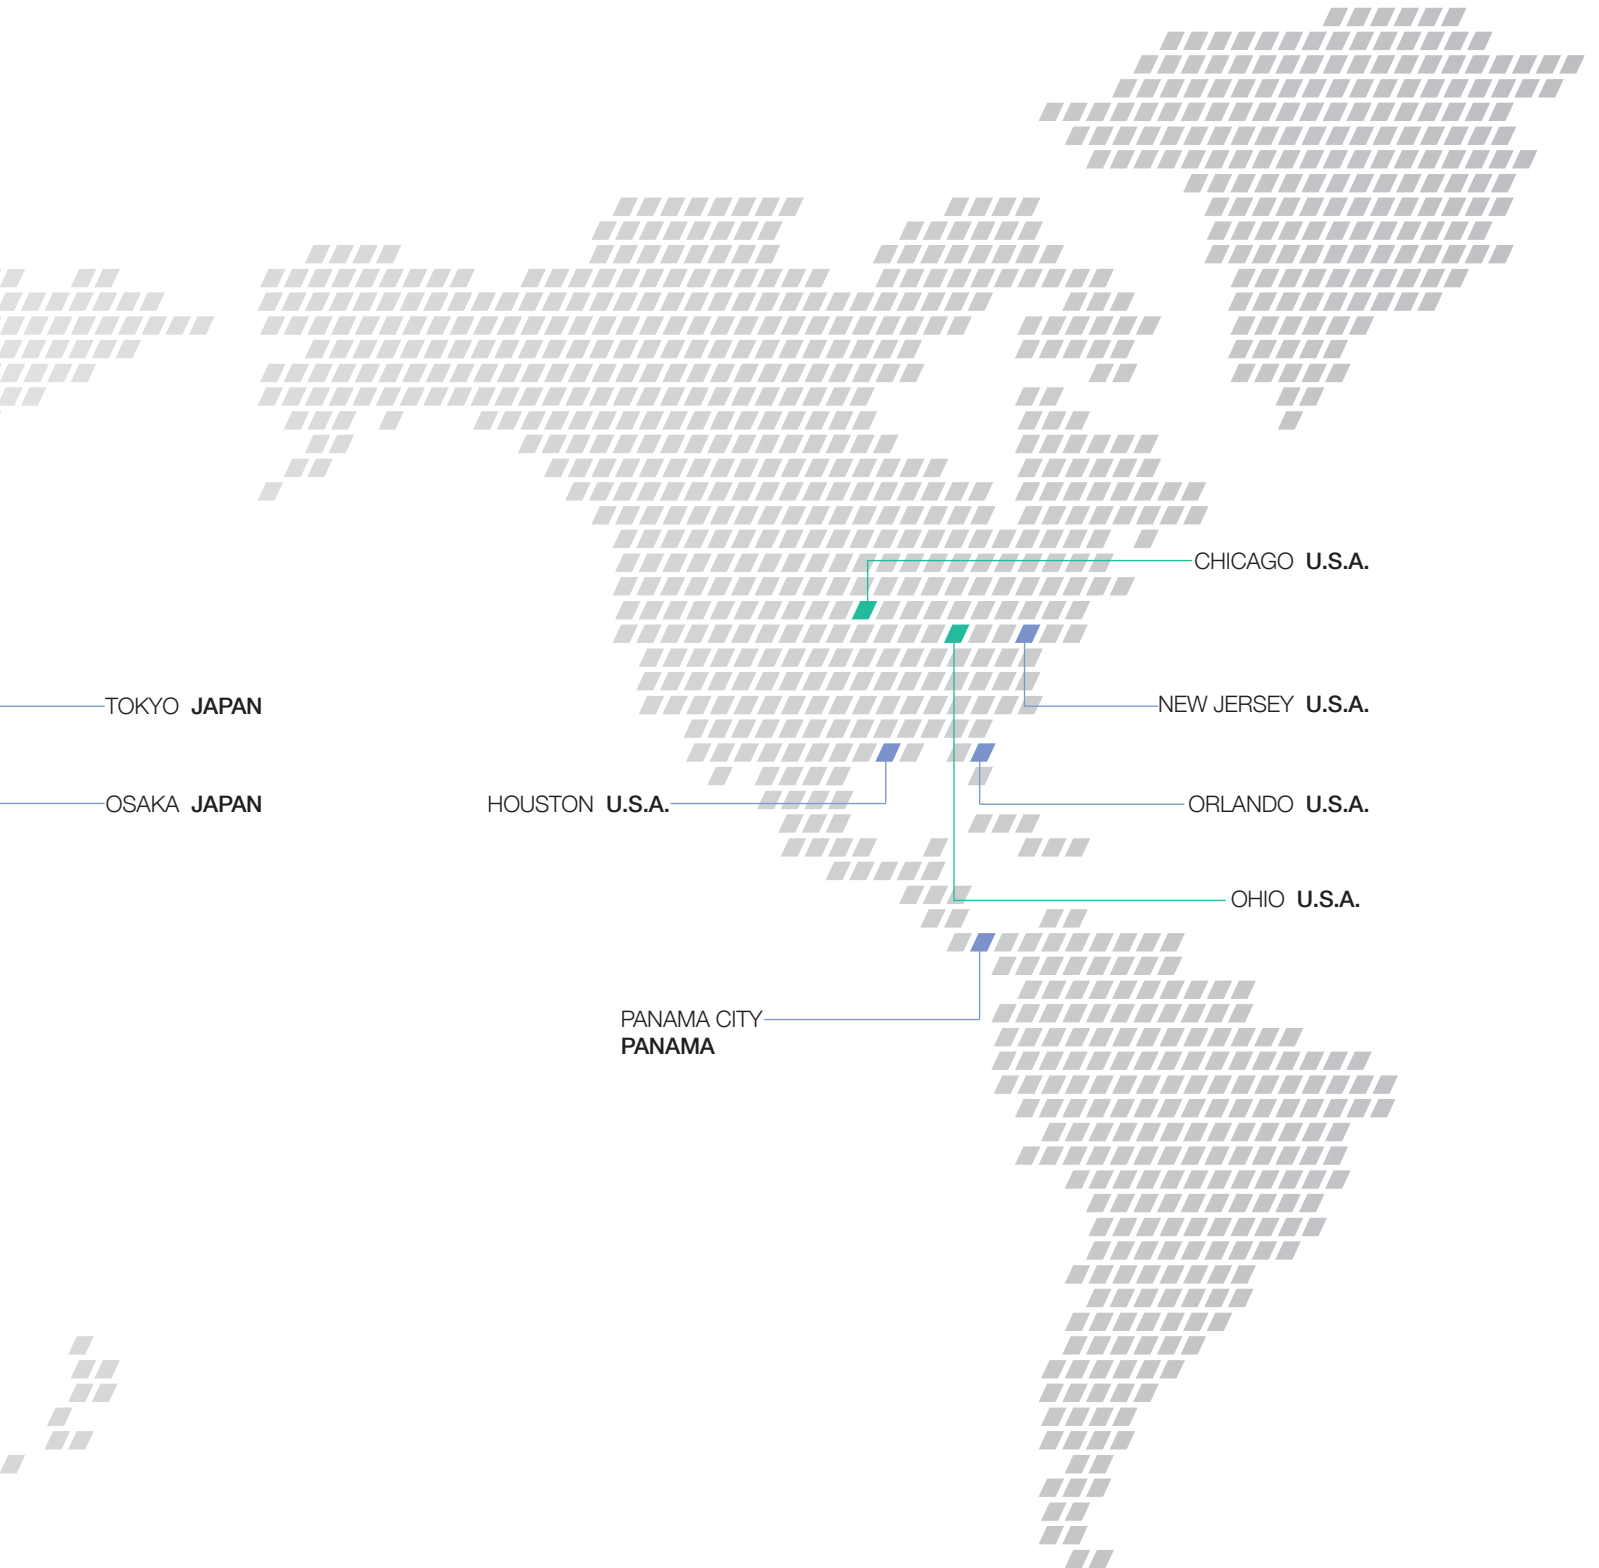 CHICAGO U.S.A.
TOKYO JAPAN
NEW JERSEY U.S.A.
OSAKA JAPAN
HOUSTON U.S.A.
ORLANDO U.S.A.
OHIO U.S.A.
PANAMA CITY
PANAMA